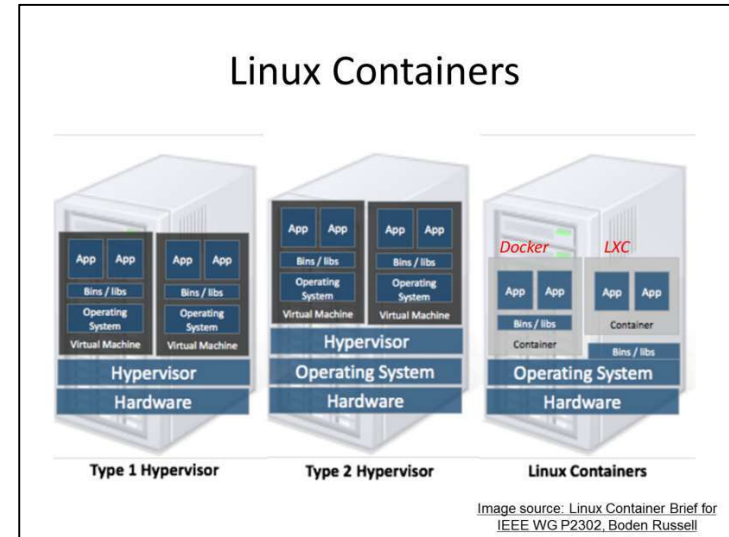 Linux Containers
App App
Bins / libs
Operating
System
Virtual Machine
App App
Bins / libs
Operating
System
Virtual Machine
Hypervisor
Hardware
Type 1 Hypervisor
App App
Bins / libs
Operating
System
Virtual Machine
App App
Bins / libs
Operating
System
Virtual Machine
Hypervisor
Operating System
Hardware
Type 2 Hypervisor
Docker
App App
Bins / libs
Container
LXC
App App
Container
Bins / libs
Operating System
Hardware
Linux Containers
Image source: Linux Container Brief for
IEEE WG P2302, Boden Russell